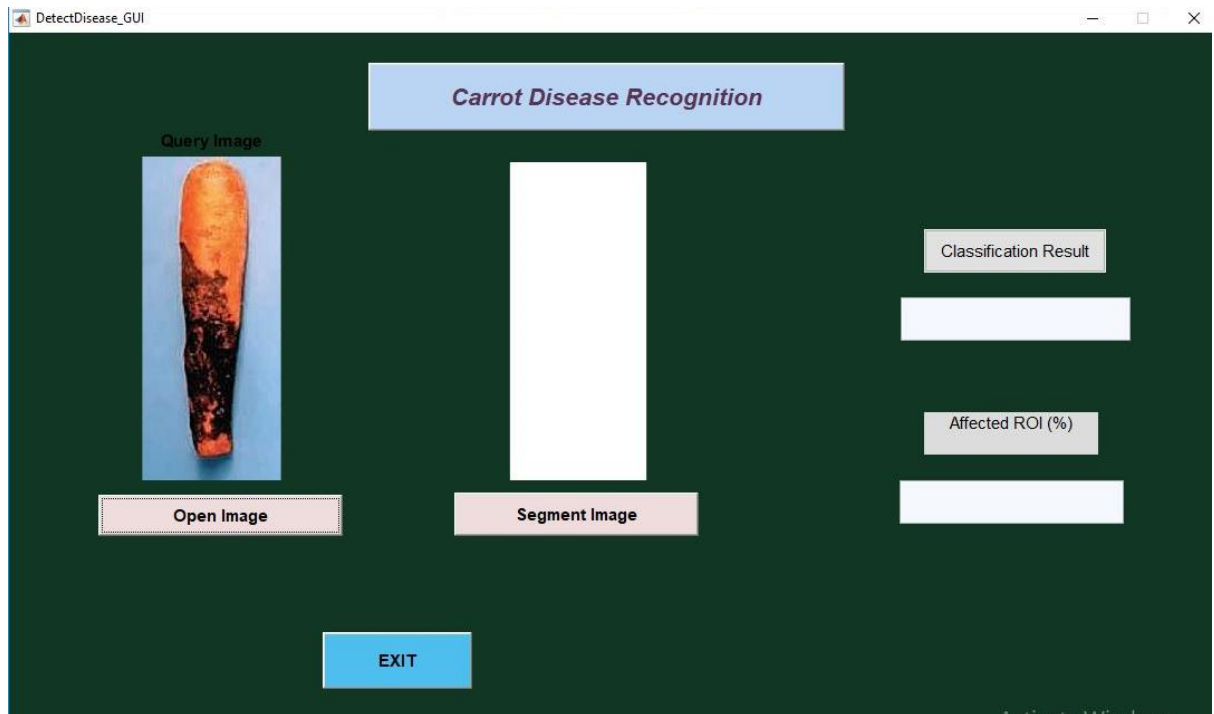 DetectDisease_GUI
Carrot Disease Recognition
Query Image
Classification Result
Affected ROI (%)
Open Image
Segment Image
EXIT